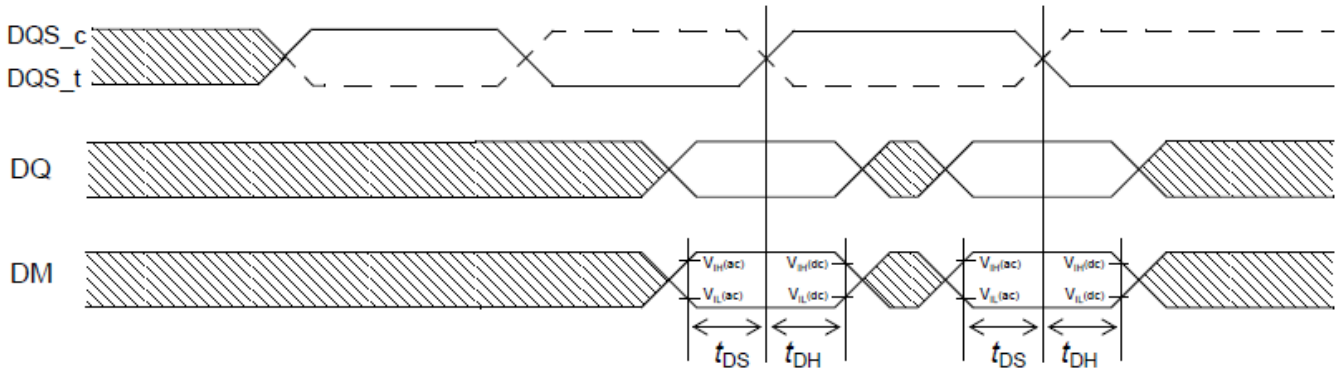 DQS_c
DQS_t
DQ
DM
VIH(ac) VIH(dc) VIH(ac) VIH(dc)
VIL(ac) VIL(dc) VIL(ac) VIL(dc)
tDS tDH tDS tDH